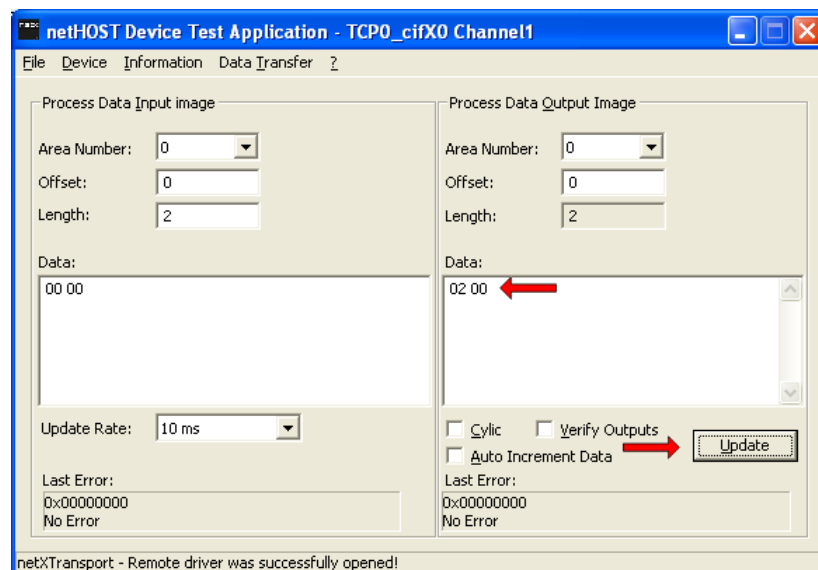 netHOST Device Test Application - TCP0_cifX0 Channel1
File Device Information Data Transfer ?
Process Data Input image
Area Number: 0
Offset: 0
Length: 2
Data:
00 00
Update Rate: 10 ms
Last Error:
0x00000000
No Error
Process Data Output Image
Area Number: 0
Offset: 0
Length: 2
Data:
02 00
Cylic Verify Outputs
Auto Increment Data
Update
Last Error:
0x00000000
No Error
netXTransport - Remote driver was successfully opened!